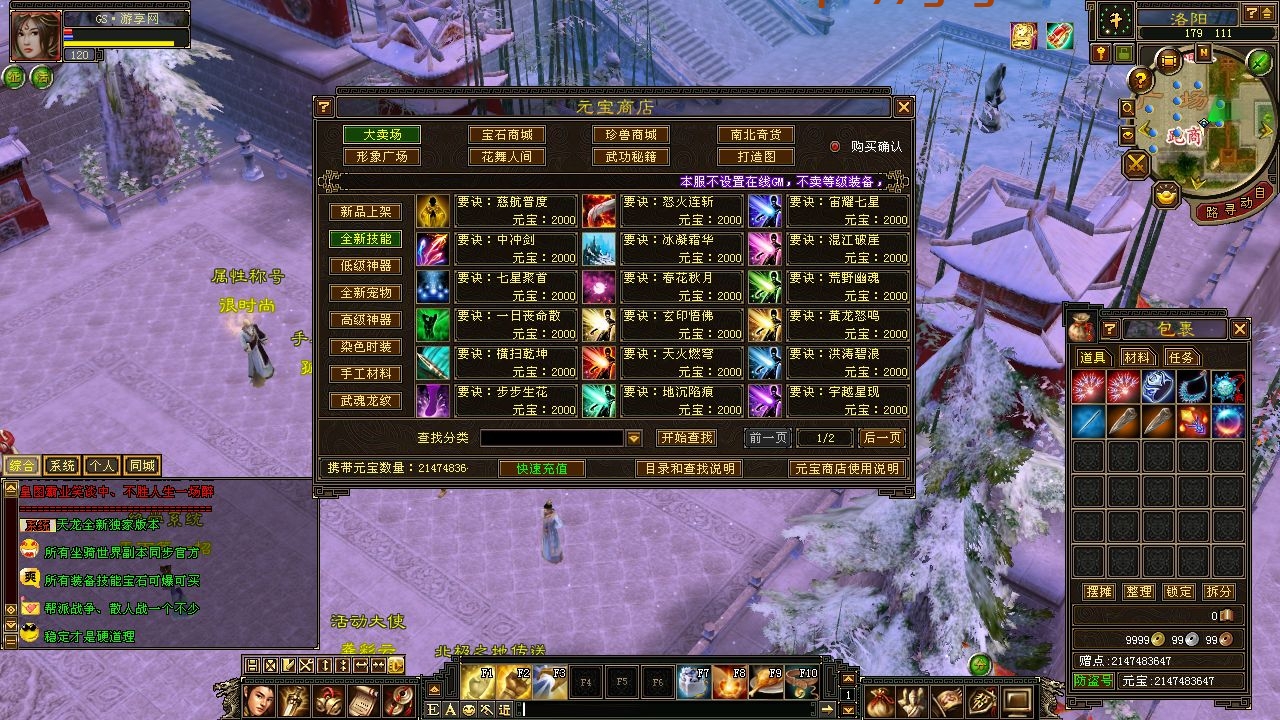 GS·游享网
120
洛阳
179 111
N
广场
地商
自动寻路
元宝商店
大卖场
宝石商城
珍兽商城
南北奇货
购买确认
形象广场
花舞人间
武功秘籍
打造图
本服不设置在线GM，不卖等级装备，
新品上架
全新技能
低级神器
全新宠物
高级神器
染色时装
手工材料
武魂龙纹
要诀：慈航普度
元宝：2000
要诀：怒火连斩
元宝：2000
要诀：宙耀七星
元宝：2000
要诀：中冲剑
元宝：2000
要诀：冰凝霜华
元宝：2000
要诀：混江破崖
元宝：2000
要诀：七星聚首
元宝：2000
要诀：春花秋月
元宝：2000
要诀：荒野幽魂
元宝：2000
要诀：一日丧命散
元宝：2000
要诀：玄印悟佛
元宝：2000
要诀：黄龙怒鸣
元宝：2000
要诀：横扫乾坤
元宝：2000
要诀：天火燃穹
元宝：2000
要诀：洪涛碧波
元宝：2000
要诀：步步生花
元宝：2000
要诀：地沉陷痕
元宝：2000
要诀：宇越星现
元宝：2000
查找分类
开始查找
前一页
1/2
后一页
携带元宝数量：21474836
快速充值
目录和查找说明
元宝商店使用说明
属性称号
很时尚
包裹
道具
材料
任务
摆摊
整理
锁定
拆分
0
9999 99 99
赠点：2147483647
防盗号
元宝：2147483647
综合
系统
个人
同城
皇图霸业笑谈中、不胜人生一场醉
系统
天龙全新独家版本
所有坐骑世界副本同步官方
爽
所有装备技能宝石可爆可买
帮派战争、散人战一个不少
稳定才是硬道理
活动大使
龚彩云
北极之地传送
F1
F2
F3
F4
F5
F6
F7
F8
F9
F10
1